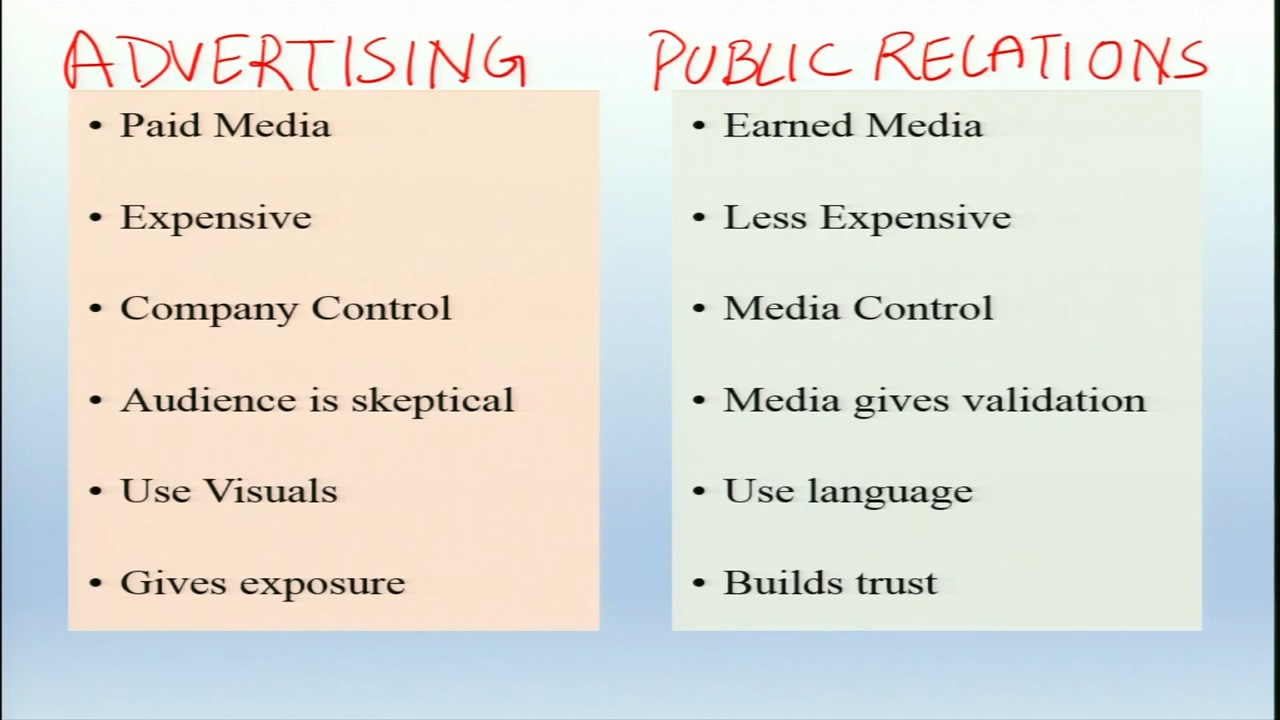 ADVERTISING
• Paid Media
• Expensive
• Company Control
• Audience is skeptical
• Use Visuals
• Gives exposure
PUBLIC RELATIONS
• Earned Media
• Less Expensive
• Media Control
• Media gives validation
• Use language
• Builds trust